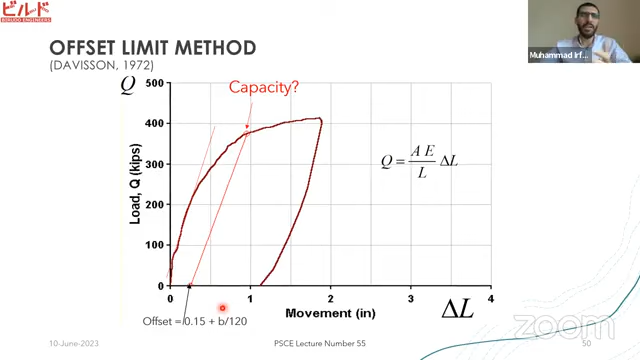 ビルド
BIRUDO ENGINEERS
OFFSET LIMIT METHOD
(DAVISSON, 1972)
Muhammad Irf...
Q
Capacity?
500
400
300
200
100
0
Load, Q (kips)
Q = A E / L ΔL
0 1 2 3 4
Movement (in)
ΔL
Offset = 0.15 + b/120
zoom
10-June-2023
PSCE Lecture Number 55
50